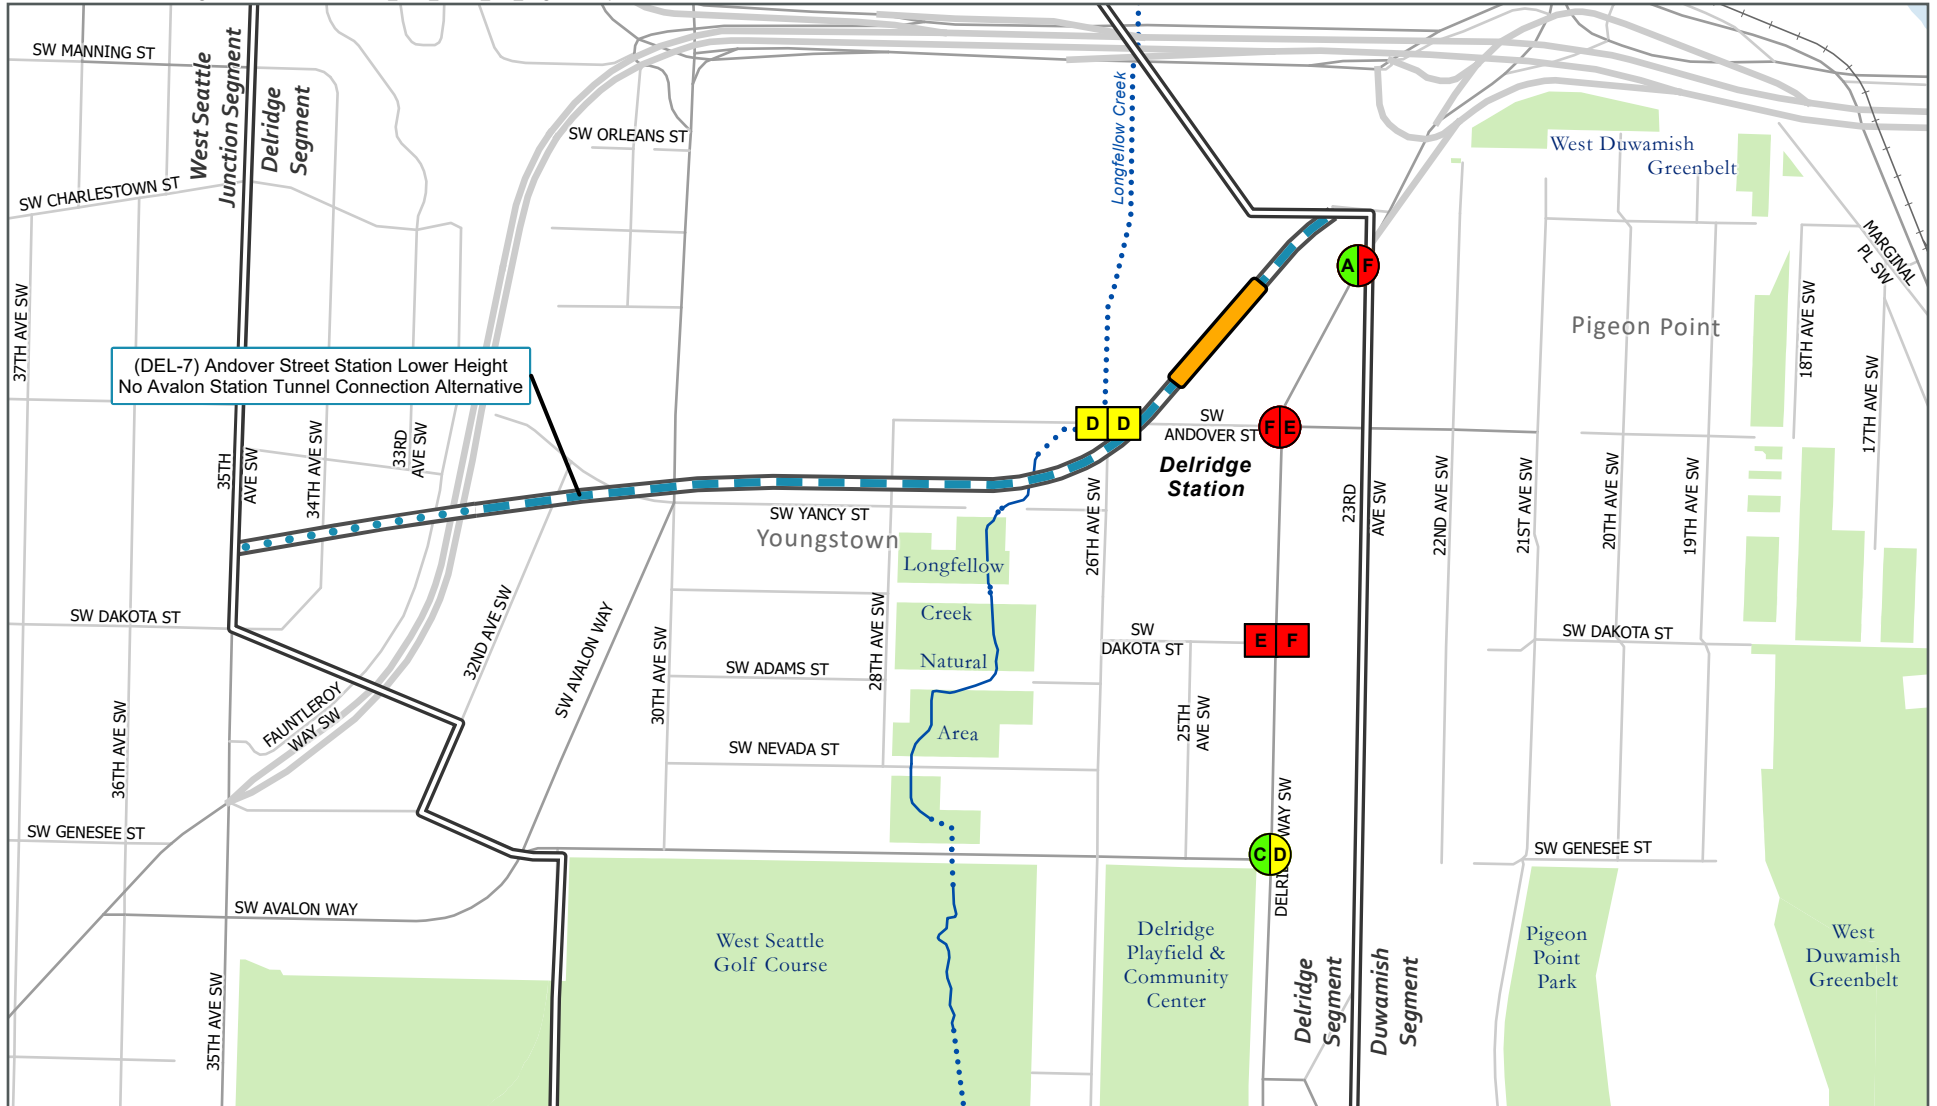 SW MANNING ST
West Seattle
Junction Segment
Delridge
Segment
SW ORLEANS ST
Longfellow Creek
West Duwamish
Greenbelt
SW CHARLESTOWN ST
MARGINAL
PL SW
A F
37TH AVE SW
Pigeon Point
18TH AVE SW
(DEL-7) Andover Street Station Lower Height
No Avalon Station Tunnel Connection Alternative
17TH AVE SW
D D
SW
ANDOVER ST
F E
35TH
AVE SW
34TH AVE SW
33RD
AVE SW
Delridge
Station
26TH AVE SW
23RD
AVE SW
22ND AVE SW
21ST AVE SW
20TH AVE SW
19TH AVE SW
SW YANCY ST
Youngstown
Longfellow
Creek
Natural
Area
SW DAKOTA ST
32ND AVE SW
SW AVALON WAY
30TH AVE SW
28TH AVE SW
SW ADAMS ST
SW NEVADA ST
SW
DAKOTA ST
E F
SW DAKOTA ST
25TH
AVE SW
FAUNTLEROY
WAY SW
36TH AVE SW
SW GENESEE ST
DELRIDGE WAY SW
C D
SW GENESEE ST
SW AVALON WAY
35TH AVE SW
West Seattle
Golf Course
Delridge
Playfield &
Community
Center
Delridge
Segment
Duwamish
Segment
Pigeon
Point
Park
West
Duwamish
Greenbelt